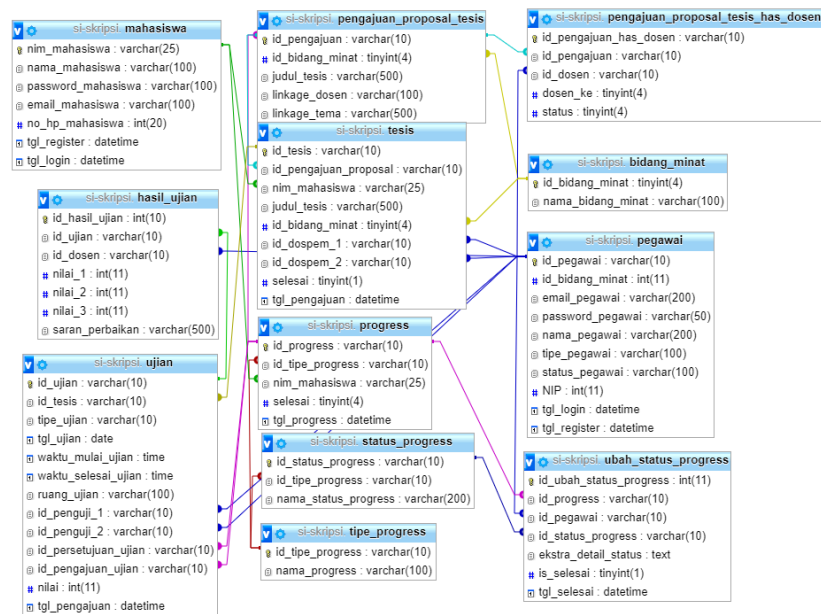 si-skripsi mahasiswa
nim_mahasiswa : varchar(25)
nama_mahasiswa : varchar(100)
password_mahasiswa : varchar(100)
email_mahasiswa : varchar(100)
# no_hp_mahasiswa : int(20)
tgl_register : datetime
tgl_login : datetime
si-skripsi pengajuan_proposal_tesis
id_pengajuan : varchar(10)
# id_bidang_minat : tinyint(4)
judul_tesis : varchar(500)
linkage_dosen : varchar(100)
linkage_tema : varchar(500)
si-skripsi pengajuan_proposal_tesis_has_dosen
id_pengajuan_has_dosen : varchar(10)
id_pengajuan : varchar(10)
id_dosen : varchar(10)
# dosen_ke : tinyint(4)
# status : tinyint(4)
si-skripsi tesis
id_tesis : varchar(10)
id_pengajuan_proposal : varchar(10)
nim_mahasiswa : varchar(25)
judul_tesis : varchar(500)
# id_bidang_minat : tinyint(4)
id_dospem_1 : varchar(10)
id_dospem_2 : varchar(10)
# selesai : tinyint(1)
tgl_pengajuan : datetime
si-skripsi bidang_minat
id_bidang_minat : tinyint(4)
nama_bidang_minat : varchar(100)
si-skripsi hasil_ujian
id_hasil_ujian : int(10)
id_ujian : varchar(10)
id_dosen : varchar(10)
# nilai_1 : int(11)
# nilai_2 : int(11)
# nilai_3 : int(11)
saran_perbaikan : varchar(500)
si-skripsi pegawai
id_pegawai : varchar(10)
# id_bidang_minat : int(11)
email_pegawai : varchar(200)
password_pegawai : varchar(50)
nama_pegawai : varchar(200)
tipe_pegawai : varchar(100)
status_pegawai : varchar(100)
# NIP : int(11)
tgl_login : datetime
tgl_register : datetime
si-skripsi progress
id_progress : varchar(10)
id_tipe_progress : varchar(10)
nim_mahasiswa : varchar(25)
# selesai : tinyint(4)
tgl_progress : datetime
si-skripsi ujian
id_ujian : varchar(10)
id_tesis : varchar(10)
tipe_ujian : varchar(10)
tgl_ujian : date
waktu_mulai_ujian : time
waktu_selesai_ujian : time
ruang_ujian : varchar(100)
id_penguji_1 : varchar(10)
id_penguji_2 : varchar(10)
id_persetujuan_ujian : varchar(10)
id_pengajuan_ujian : varchar(10)
# nilai : int(11)
tgl_pengajuan : datetime
si-skripsi status_progress
id_status_progress : varchar(10)
id_tipe_progress : varchar(10)
nama_status_progress : varchar(200)
si-skripsi tipe_progress
id_tipe_progress : varchar(10)
nama_progress : varchar(100)
si-skripsi ubah_status_progress
id_ubah_status_progress : int(11)
id_progress : varchar(10)
id_pegawai : varchar(10)
id_status_progress : varchar(10)
ekstra_detail_status : text
# is_selesai : tinyint(1)
tgl_selesai : datetime